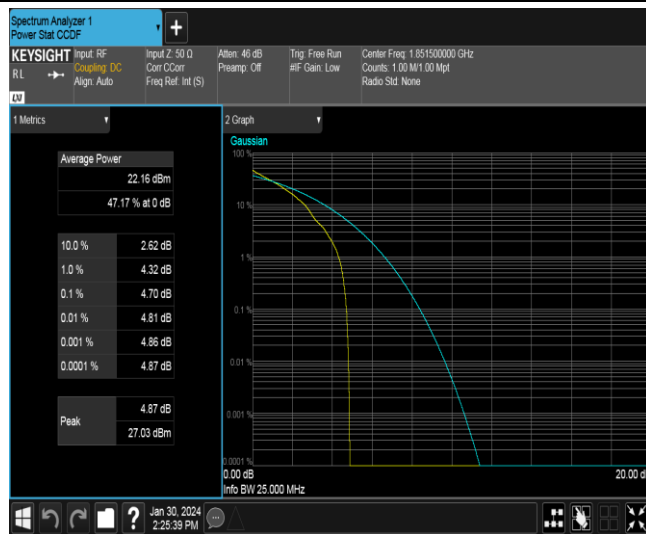 Spectrum Analyzer 1
Power Stat CCDF
+
KEYSIGHT
RL
Input: RF
Coupling: DC
Align: Auto
Input Z: 50 Ω
Corr CCorr
Freq Ref: Int (S)
Atten: 46 dB
Preamp: Off
Trig: Free Run
#IF Gain: Low
Center Freq: 1.851500000 GHz
Counts: 1.00 M/1.00 Mpt
Radio Std: None
1 Metrics
Average Power
22.16 dBm
47.17 % at 0 dB
10.0 % 2.62 dB
1.0 % 4.32 dB
0.1 % 4.70 dB
0.01 % 4.81 dB
0.001 % 4.86 dB
0.0001 % 4.87 dB
Peak
4.87 dB
27.03 dBm
2 Graph
Gaussian
100 %
10 %
1 %
0.1 %
0.01 %
0.001 %
0.0001 %
0.00 dB
20.00 d
Info BW 25.000 MHz
?
Jan 30, 2024
2:25:39 PM